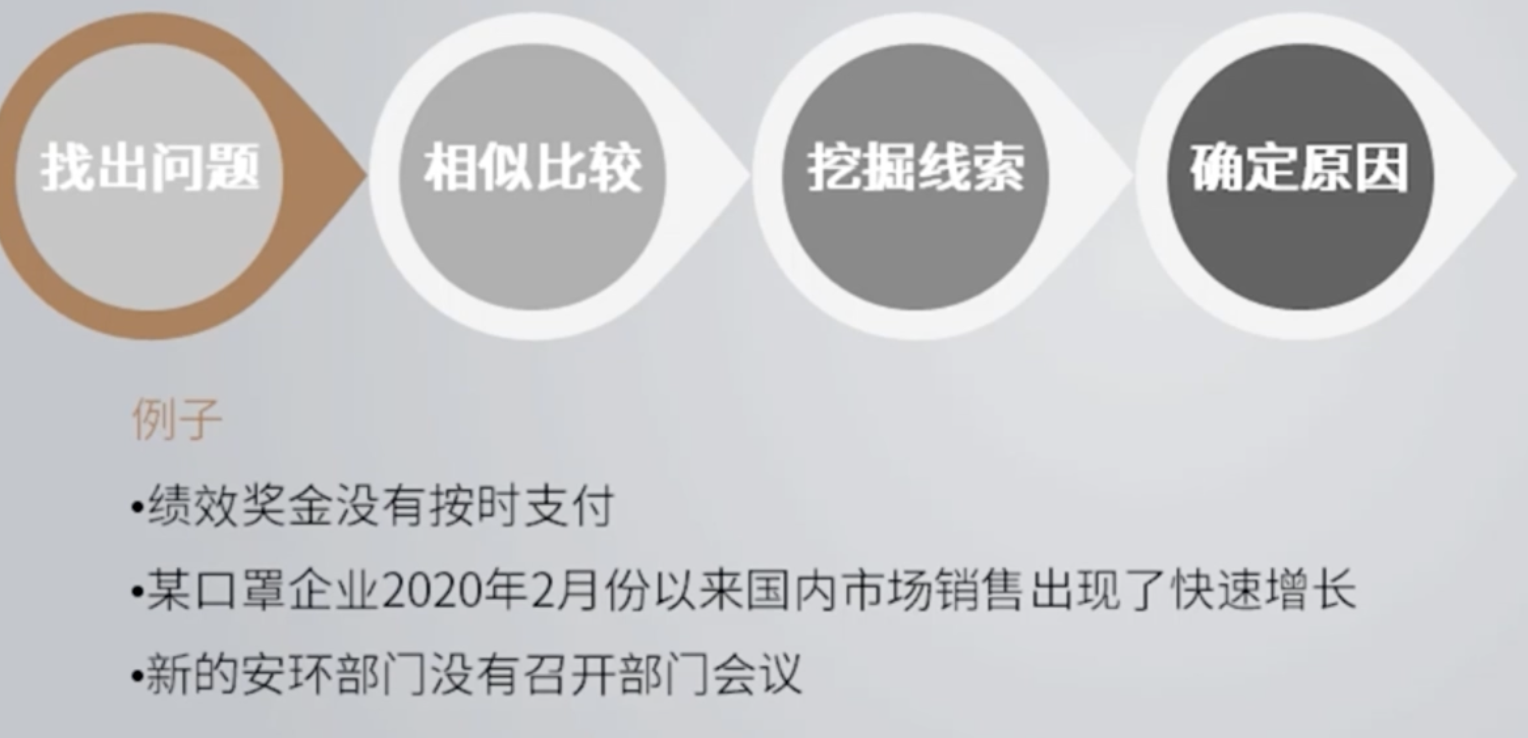 找出问题
相似比较
挖掘线索
确定原因
例子
•绩效奖金没有按时支付
•某口罩企业2020年2月份以来国内市场销售出现了快速增长
•新的安环部门没有召开部门会议